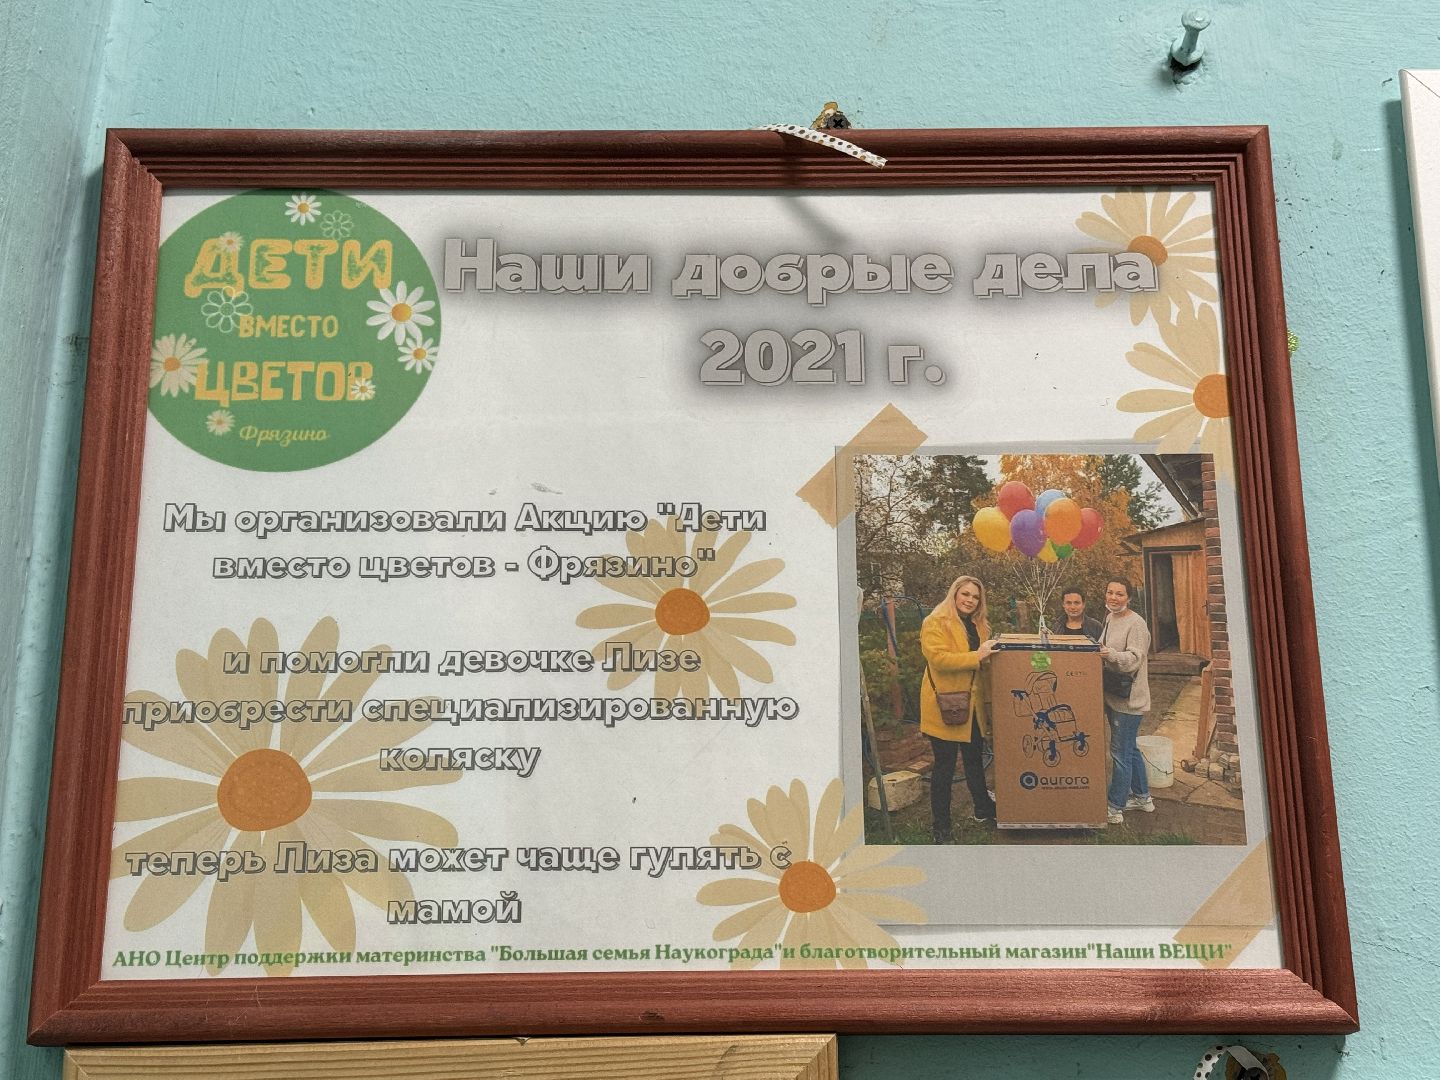 ДЕТИ
ВМЕСТО
ЦВЕТОВ
Фрязино
Наши добрые дела
2021 г.
Мы организовали Акцию "Дети
вместо цветов - Фрязино"
и помогли девочке Лизе
приобрести специализированную
коляску
теперь Лиза может чаще гулять с
мамой
aurora
АНО Центр поддержки материнства "Большая семья Наукограда"и благотворительный магазин"Наши ВЕЩИ"